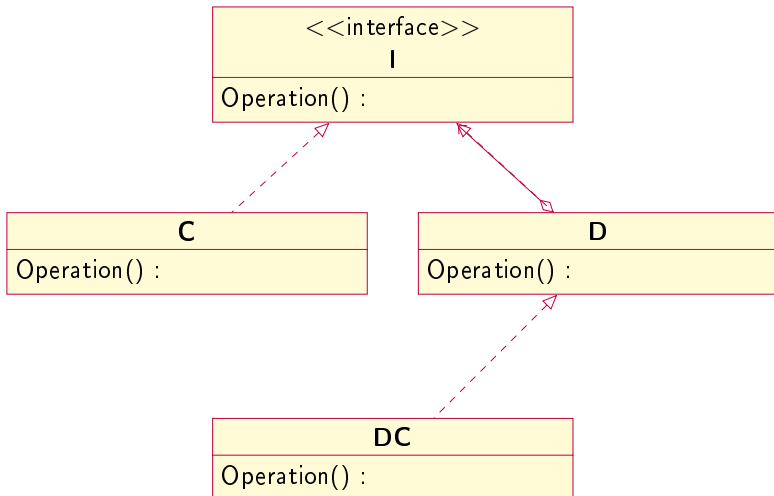 <<interface>>
I
Operation() :
C
Operation() :
D
Operation() :
DC
Operation() :